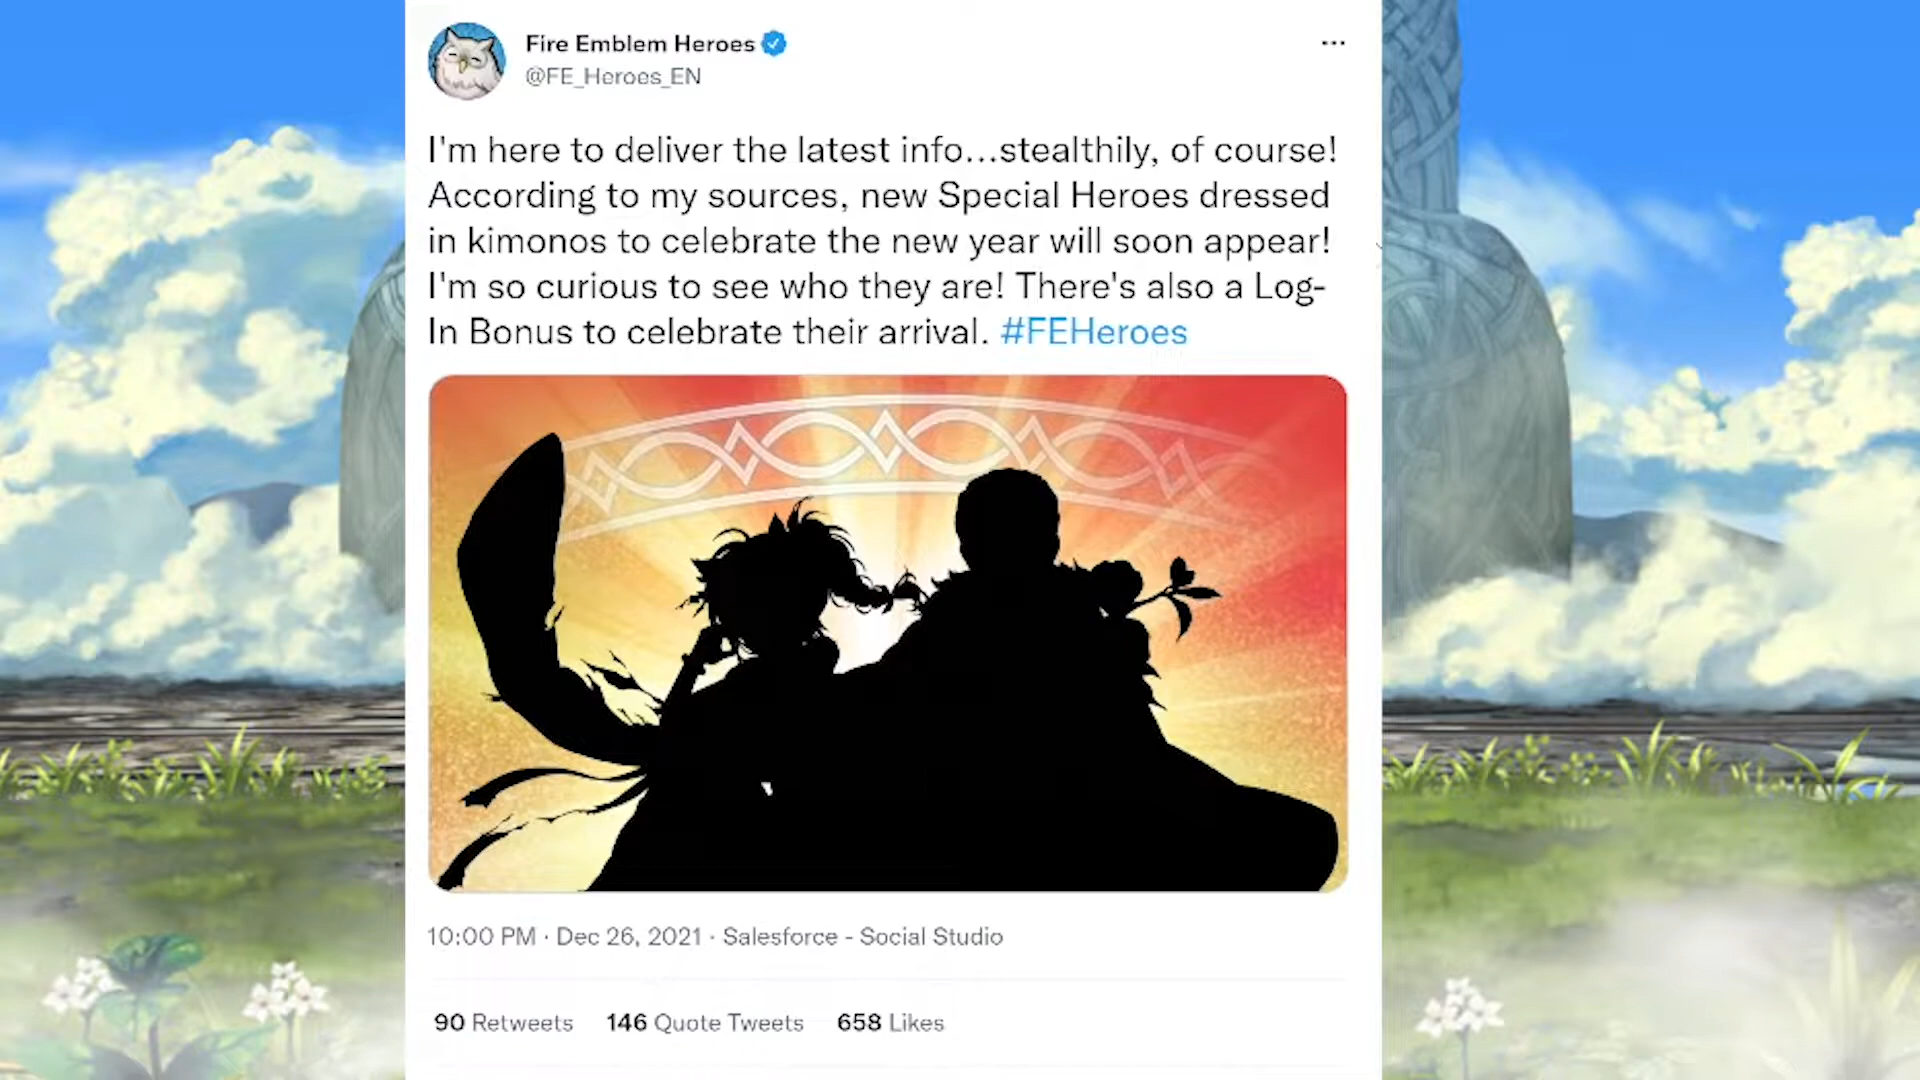 Fire Emblem Heroes
@FE_Heroes_EN
I'm here to deliver the latest info...stealthily, of course!
According to my sources, new Special Heroes dressed
in kimonos to celebrate the new year will soon appear!
I'm so curious to see who they are! There's also a Log-
In Bonus to celebrate their arrival. #FEHeroes
10:00 PM · Dec 26, 2021 · Salesforce - Social Studio
90 Retweets 146 Quote Tweets 658 Likes